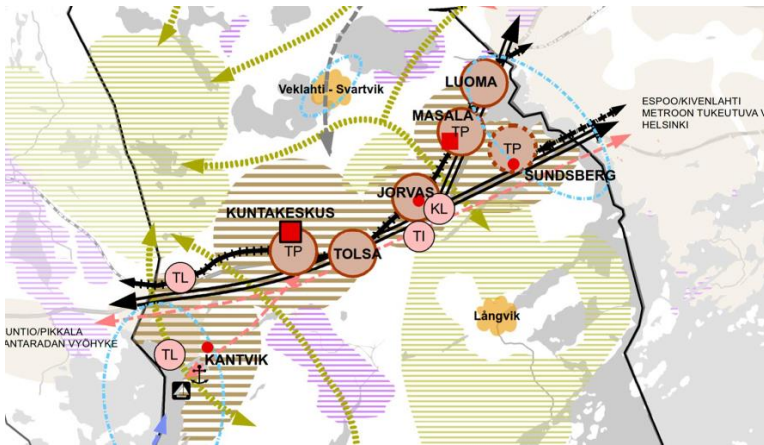 LUOMA
Veklahti - Svartvik
ESPOO/KIVENLAHTI
METROON TUKEUTUVA V
HELSINKI
MASALA
TP
TP
SUNDSBERG
JORVAS
KL
KUNTAKESKUS
TI
TP
TOLSA
TL
Långvik
UNTIO/PIKKALA
ANTARADAN VYÖHYKE
TL
KANTVIK